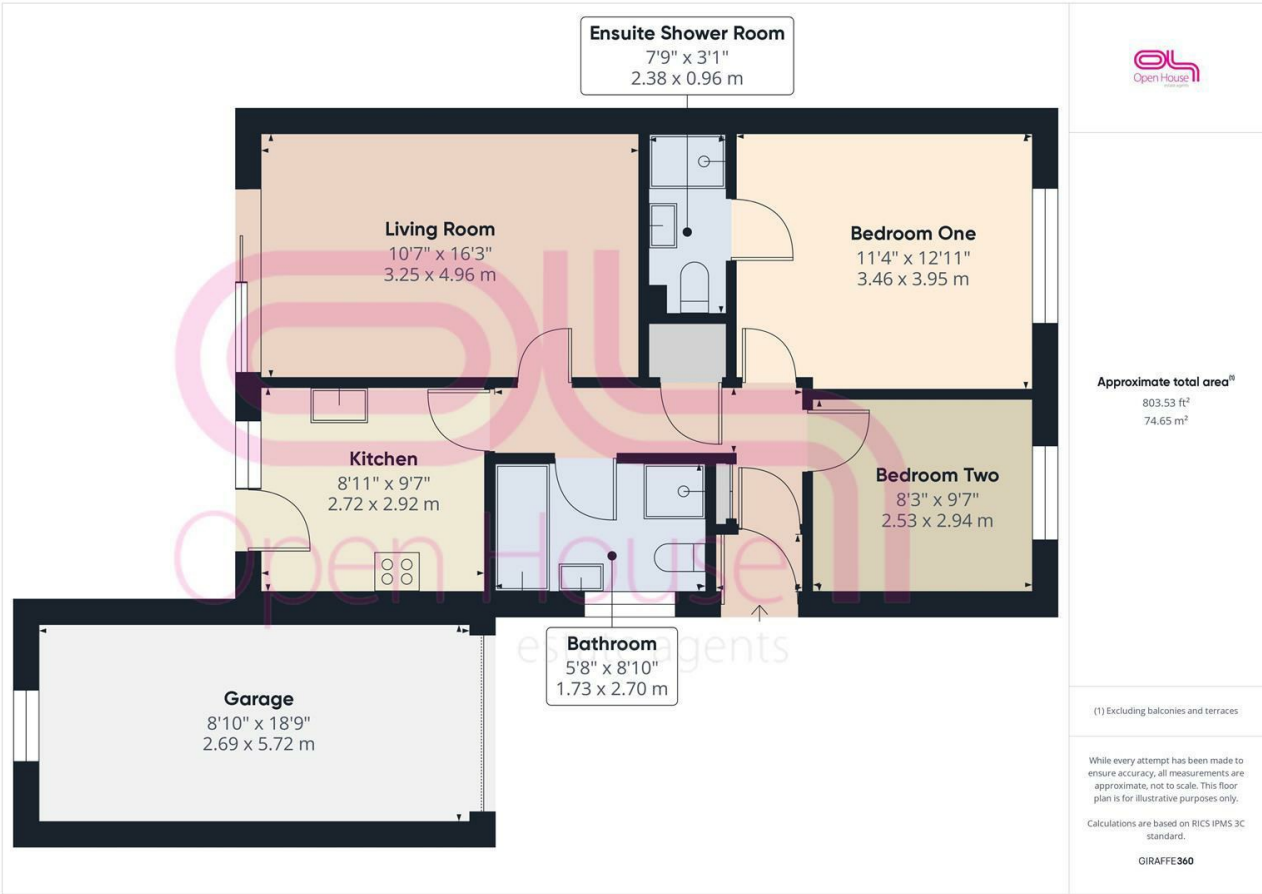 Ensuite Shower Room
7'9" x 3'1"
2.38 x 0.96 m
Living Room
10'7" x 16'3"
3.25 x 4.96 m
Bedroom One
11'4" x 12'11"
3.46 x 3.95 m
Kitchen
8'11" x 9'7"
2.72 x 2.92 m
Bedroom Two
8'3" x 9'7"
2.53 x 2.94 m
Open House
estate agents
Bathroom
5'8" x 8'10"
1.73 x 2.70 m
Garage
8'10" x 18'9"
2.69 x 5.72 m
Open House
estate agents
Approximate total area⁽¹⁾
803.53 ft²
74.65 m²
(1) Excluding balconies and terraces
While every attempt has been made to
ensure accuracy, all measurements are
approximate, not to scale. This floor
plan is for illustrative purposes only.
Calculations are based on RICS IPMS 3C
standard.
GIRAFFE360